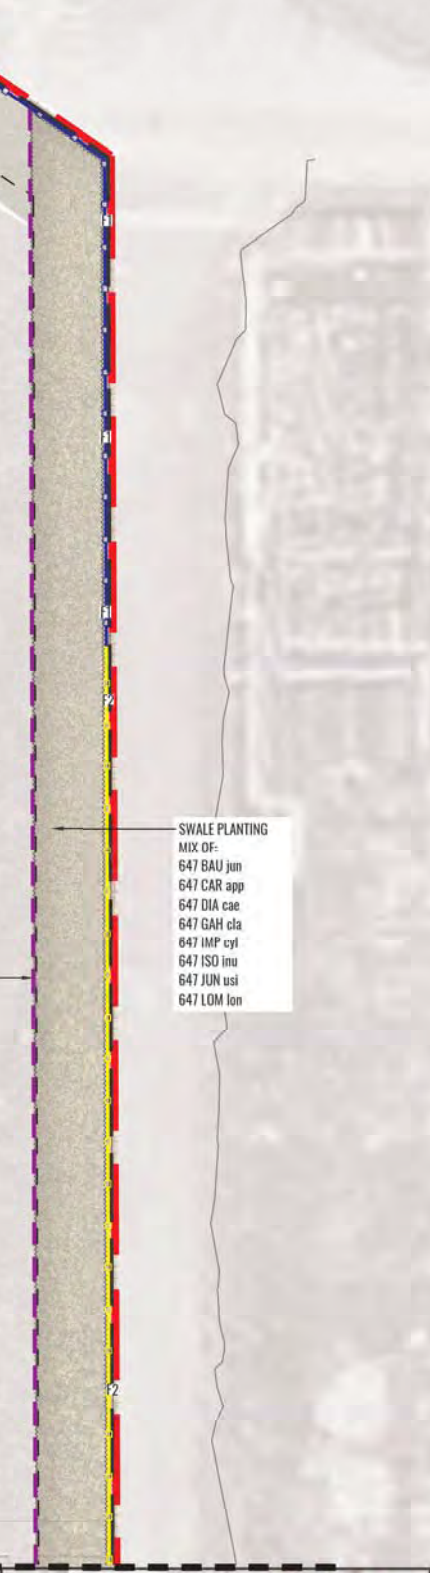 F1
F1
F1
F2
SWALE PLANTING
MIX OF:
647 BAU jun
647 CAR app
647 DIA cae
647 GAH cla
647 IMP cyl
647 ISO inu
647 JUN usi
647 LOM lon
F2